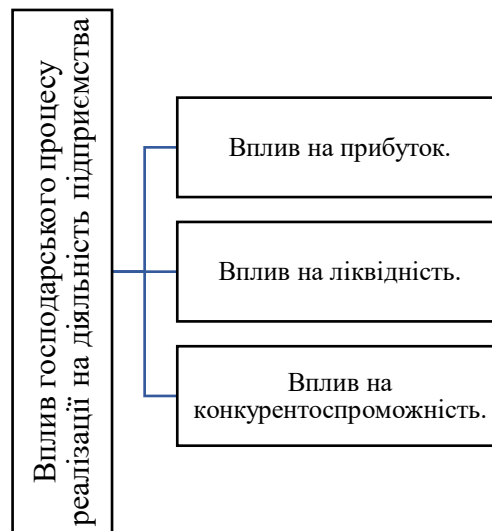 Вплив господарського процесу
реалізації на діяльність підприємства
Вплив на прибуток.
Вплив на ліквідність.
Вплив на
конкурентоспроможність.